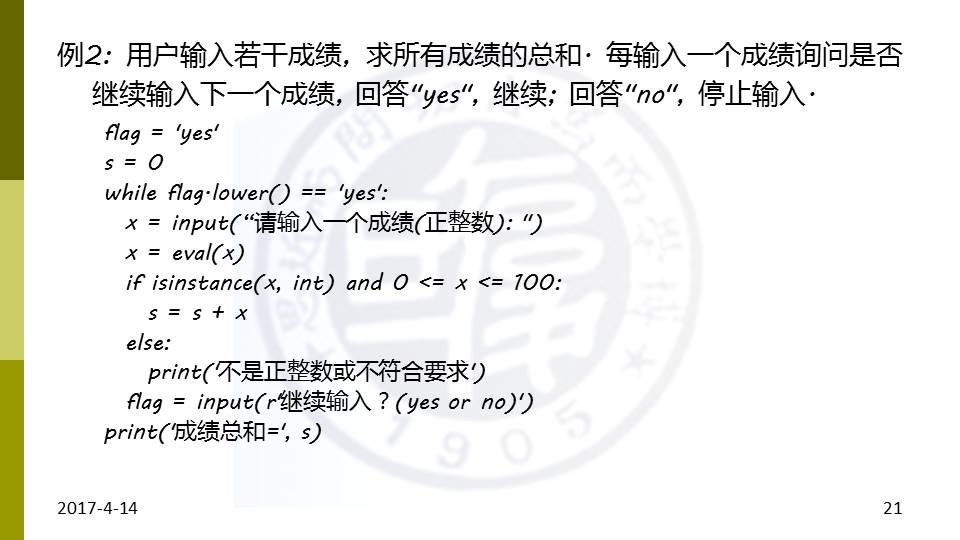 例2：用户输入若干成绩，求所有成绩的总和. 每输入一个成绩询问是否
继续输入下一个成绩，回答"yes"，继续；回答"no"，停止输入.
flag = 'yes'
s = 0
while flag.lower() == 'yes':
  x = input("请输入一个成绩(正整数): ")
  x = eval(x)
  if isinstance(x, int) and 0 <= x <= 100:
    s = s + x
  else:
    print('不是正整数或不符合要求')
  flag = input(r'继续输入？(yes or no)')
print('成绩总和=', s)
1905
2017-4-14
21